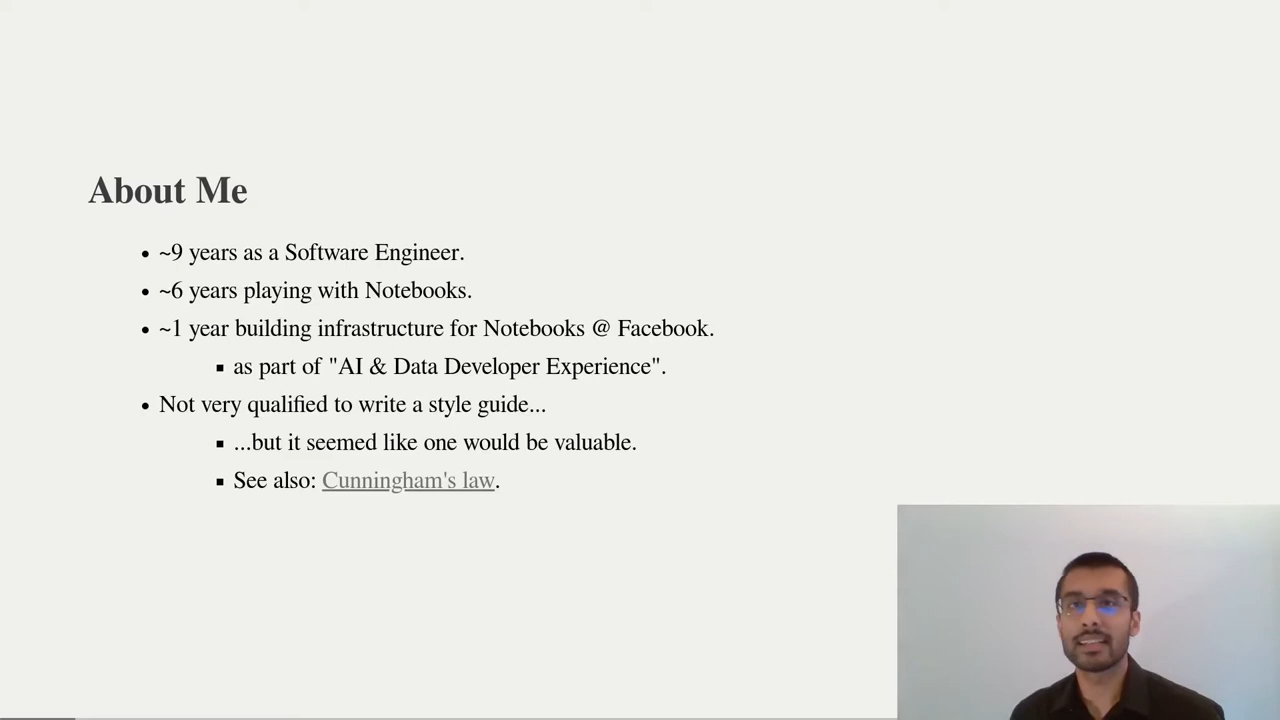 About Me
• ~9 years as a Software Engineer.
• ~6 years playing with Notebooks.
• ~1 year building infrastructure for Notebooks @ Facebook.
▪ as part of "AI & Data Developer Experience".
• Not very qualified to write a style guide...
▪ ...but it seemed like one would be valuable.
▪ See also: Cunningham's law.